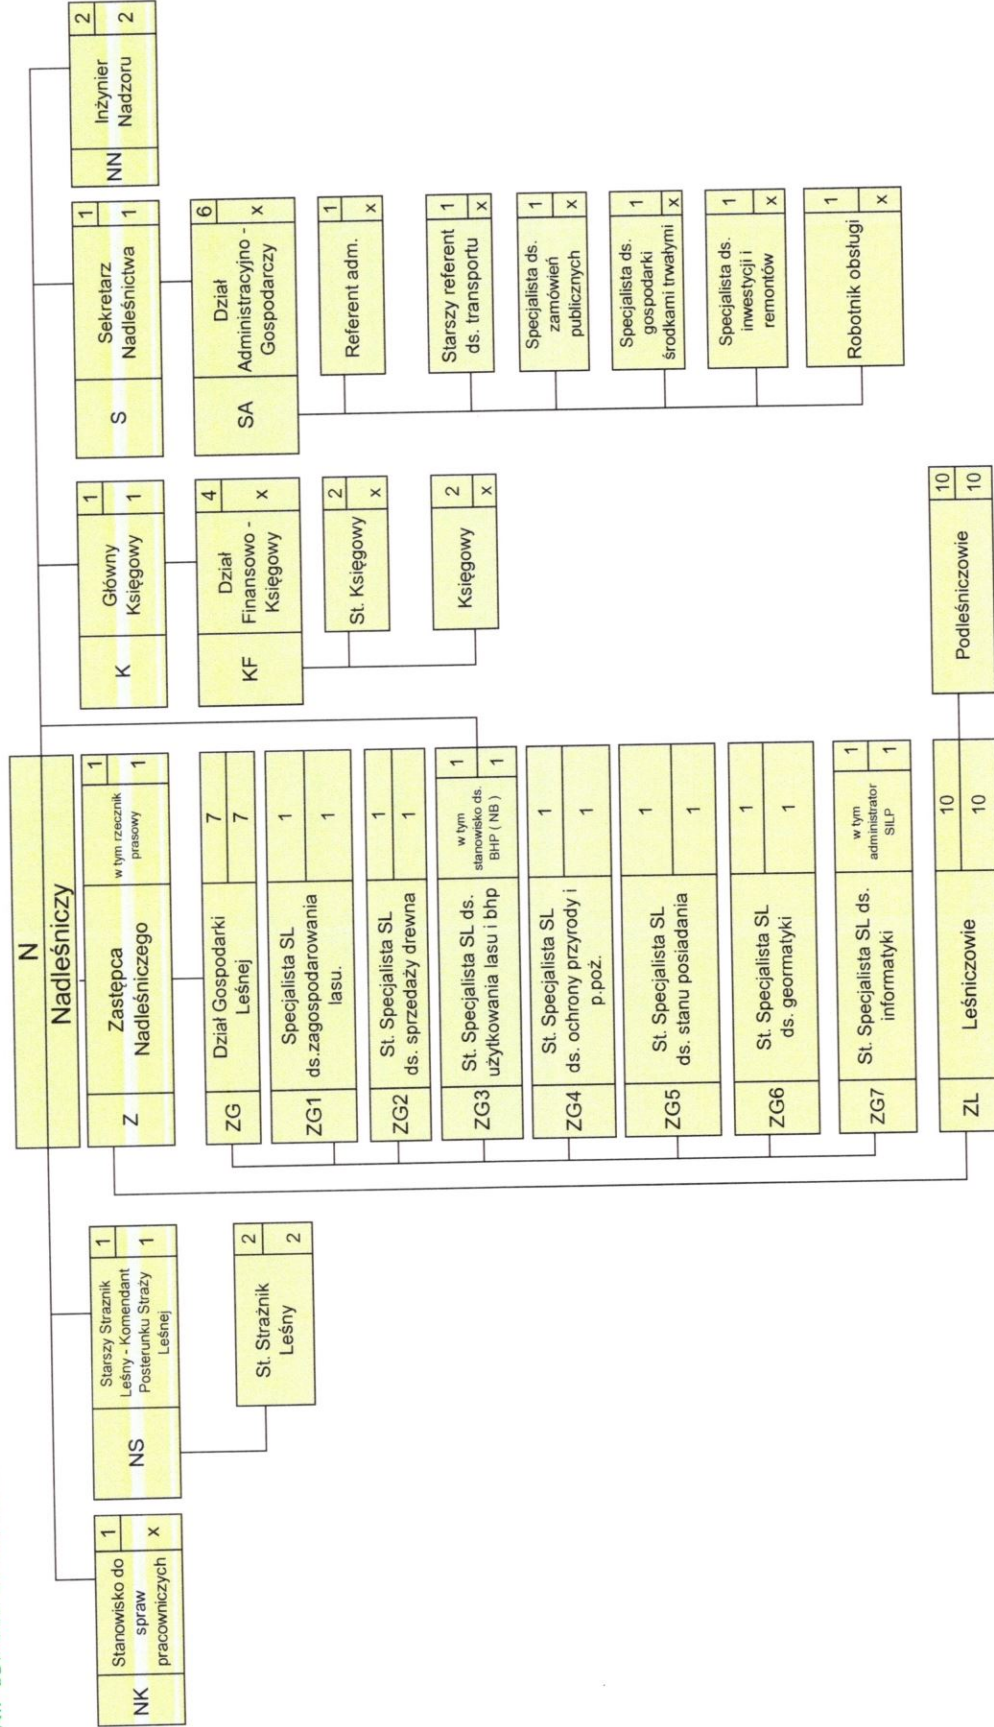 N
Nadleśniczy
NK
Stanowisko do
spraw
pracowniczych
1
x
NS
Starszy Strażnik
Leśny - Komendant
Posterunku Straży
Leśnej
1
1
St. Strażnik
Leśny
2
2
Z
Zastępca
Nadleśniczego
w tym rzecznik
prasowy
1
1
ZG
Dział Gospodarki
Leśnej
7
7
ZG1
Specjalista SL
ds.zagospodarowania
lasu.
1
1
ZG2
St. Specjalista SL
ds. sprzedaży drewna
1
1
ZG3
St. Specjalista SL ds.
użytkowania lasu i bhp
w tym
stanowisko ds.
BHP ( NB )
1
1
ZG4
St. Specjalista SL
ds. ochrony przyrody i
p.poż.
1
1
ZG5
St. Specjalista SL
ds. stanu posiadania
1
1
ZG6
St. Specjalista SL
ds. geormatyki
1
1
ZG7
St. Specjalista SL ds.
informatyki
w tym
administrator
SILP
1
1
ZL
Leśniczowie
10
10
Podleśniczowie
10
10
K
Główny
Księgowy
1
1
KF
Dział
Finansowo -
Księgowy
4
x
St. Księgowy
2
x
Księgowy
2
x
S
Sekretarz
Nadleśnictwa
1
1
SA
Dział
Administracyjno -
Gospodarczy
6
x
Referent adm.
1
x
Starszy referent
ds. transportu
1
x
Specjalista ds.
zamówień
publicznych
1
x
Specjalista ds.
gospodarki
środkami trwałymi
1
x
Specjalista ds.
inwestycji i
remontów
1
x
Robotnik obsługi
1
x
NN
Inżynier
Nadzoru
2
2